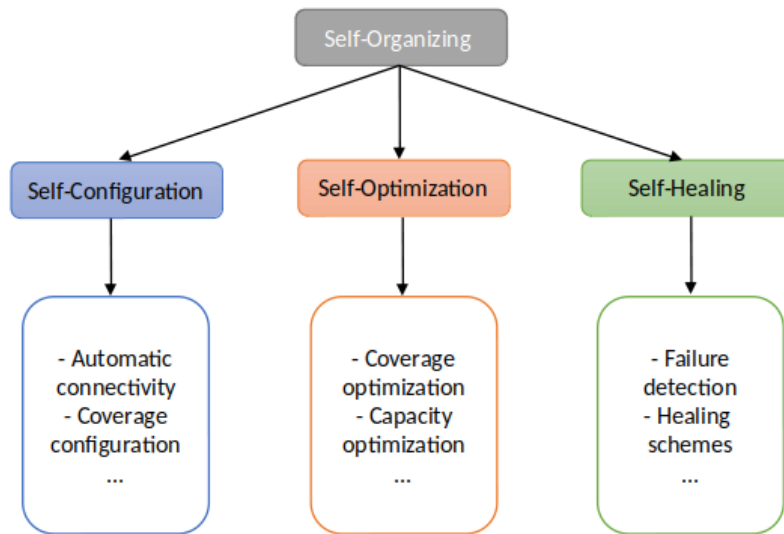 Self-Organizing
Self-Configuration
Self-Optimization
Self-Healing
- Automatic
connectivity
- Coverage
configuration
...
- Coverage
optimization
- Capacity
optimization
...
- Failure
detection
- Healing
schemes
...